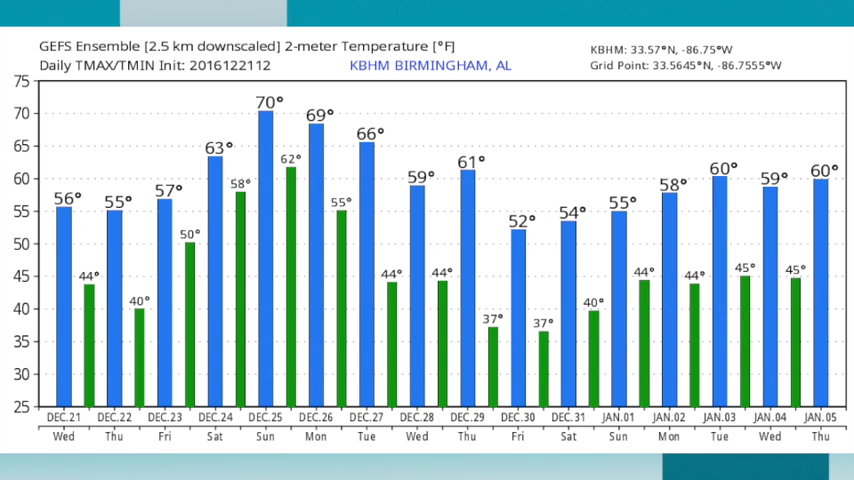 GEFS Ensemble [2.5 km downscaled] 2-meter Temperature [°F]
Daily TMAX/TMIN Init: 2016122112
KBHM BIRMINGHAM, AL
KBHM: 33.57°N, -86.75°W
Grid Point: 33.5645°N, -86.7555°W
75
70
65
60
55
50
45
40
35
30
25
56° 44° 55° 40° 57° 50° 63° 58° 70° 62° 69° 55° 66° 44° 59° 44° 61° 37° 52° 37° 54° 40° 55° 44° 58° 44° 60° 45° 59° 45° 60°
DEC.21 DEC.22 DEC.23 DEC.24 DEC.25 DEC.26 DEC.27 DEC.28 DEC.29 DEC.30 DEC.31 JAN.01 JAN.02 JAN.03 JAN.04 JAN.05
Wed Thu Fri Sat Sun Mon Tue Wed Thu Fri Sat Sun Mon Tue Wed Thu